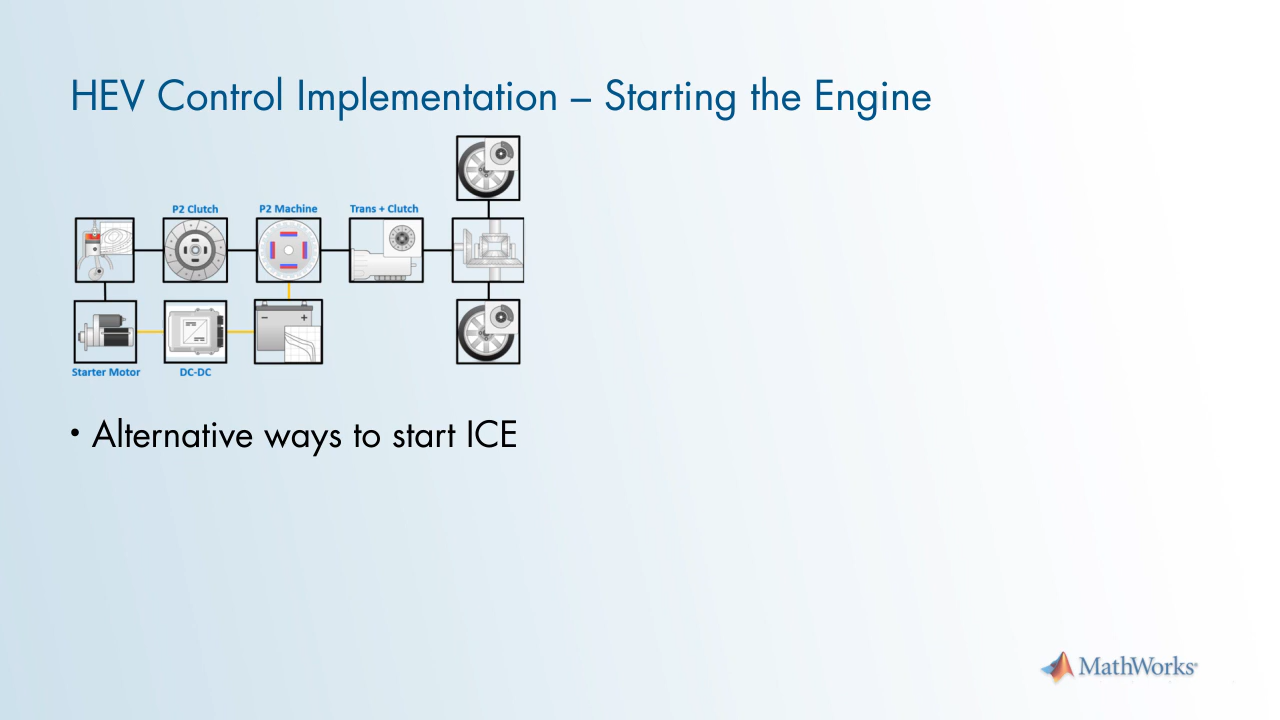 HEV Control Implementation – Starting the Engine
P2 Clutch
P2 Machine
Trans + Clutch
Starter Motor
DC-DC
• Alternative ways to start ICE
MathWorks®